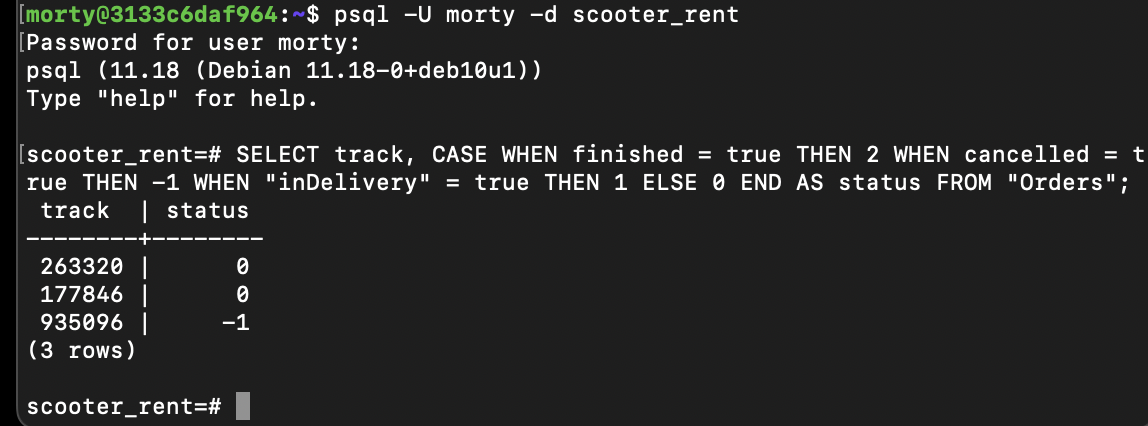 [morty@3133c6daf964:~$ psql -U morty -d scooter_rent
[Password for user morty:
psql (11.18 (Debian 11.18-0+deb10u1))
Type "help" for help.
[scooter_rent=# SELECT track, CASE WHEN finished = true THEN 2 WHEN cancelled = t
rue THEN -1 WHEN "inDelivery" = true THEN 1 ELSE 0 END AS status FROM "Orders";
 track  | status
--------+--------
 263320 |      0
 177846 |      0
 935096 |     -1
(3 rows)
scooter_rent=#